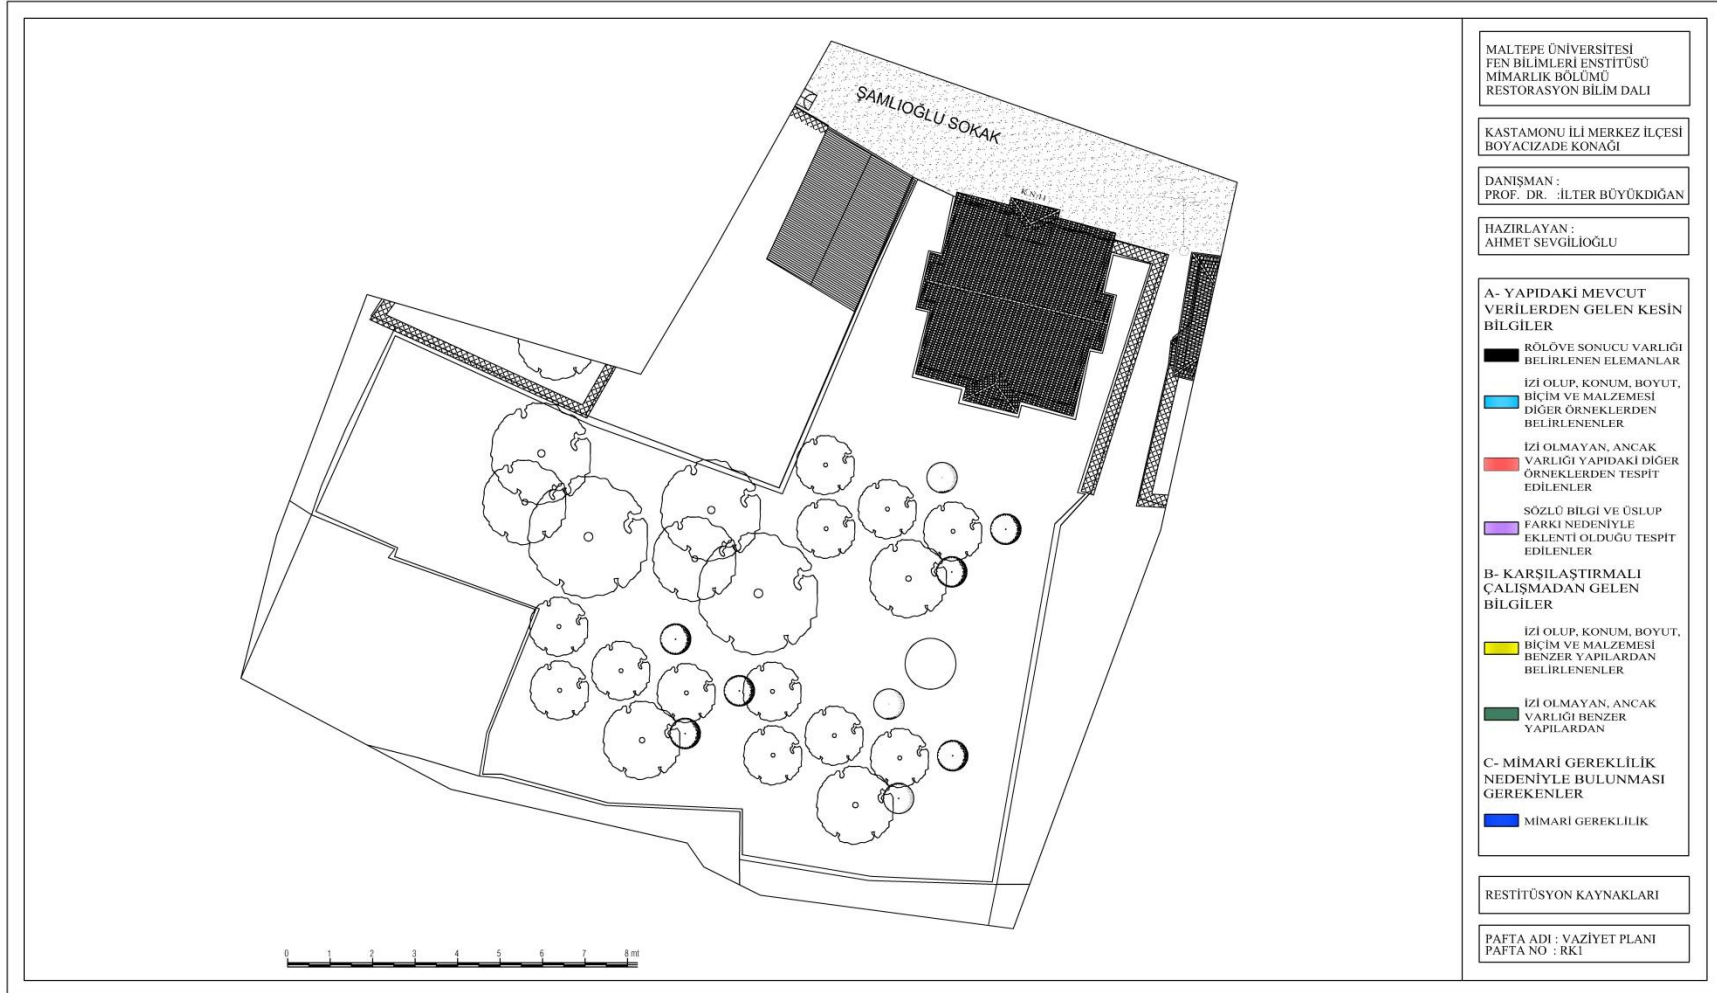 ŞAMLIOĞLU SOKAK
0 1 2 3 4 5 6 7 8 mt
MALTEPE ÜNİVERSİTESİ
FEN BİLİMLERİ ENSTİTÜSÜ
MİMARLIK BÖLÜMÜ
RESTORASYON BİLİM DALI
KASTAMONU İLİ MERKEZ İLÇESİ
BOYACIZADE KONAĞI
DANIŞMAN :
PROF. DR. :İLTER BÜYÜKDIĞAN
HAZIRLAYAN :
AHMET SEVGİLİOĞLU
A- YAPIDAKİ MEVCUT
VERİLERDEN GELEN KESİN
BİLGİLER
RÖLÖVE SONUCU VARLIĞI
BELİRLENEN ELEMANLAR
İZİ OLUP, KONUM, BOYUT,
BİÇİM VE MALZEMESİ
DİĞER ÖRNEKLERDEN
BELİRLENENLER
İZİ OLMAYAN, ANCAK
VARLIĞI YAPIDAKİ DİĞER
ÖRNEKLERDEN TESPİT
EDİLENLER
SÖZLÜ BİLGİ VE ÜSLUP
FARKI NEDENİYLE
EKLENTİ OLDUĞU TESPİT
EDİLENLER
B- KARŞILAŞTIRMALI
ÇALIŞMADAN GELEN
BİLGİLER
İZİ OLUP, KONUM, BOYUT,
BİÇİM VE MALZEMESİ
BENZER YAPILARDAN
BELİRLENENLER
İZİ OLMAYAN, ANCAK
VARLIĞI BENZER
YAPILARDAN
C- MİMARİ GEREKLİLİK
NEDENİYLE BULUNMASI
GEREKENLER
MİMARİ GEREKLİLİK
RESTİTÜSYON KAYNAKLARI
PAFTA ADI : VAZİYET PLANI
PAFTA NO : RK1